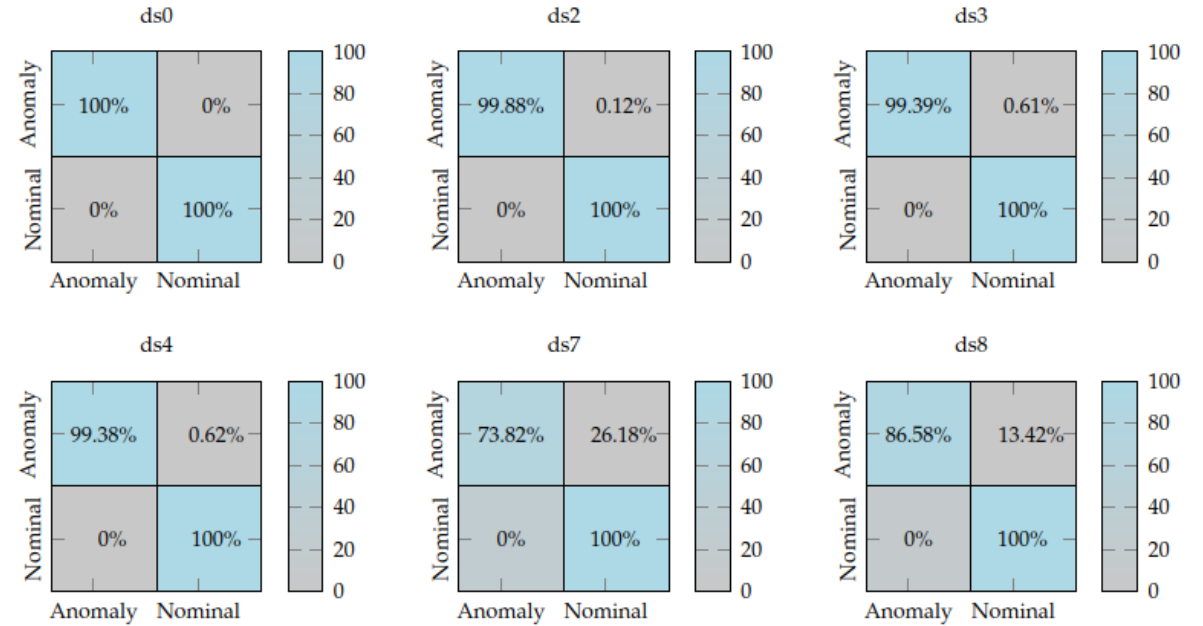 ds0
ds2
ds3
Anomaly
Nominal
100%
0%
0%
100%
Anomaly Nominal
100
80
60
40
20
0
Anomaly
Nominal
99.88%
0.12%
0%
100%
Anomaly Nominal
100
80
60
40
20
0
Anomaly
Nominal
99.39%
0.61%
0%
100%
Anomaly Nominal
100
80
60
40
20
0
ds4
ds7
ds8
Anomaly
Nominal
99.38%
0.62%
0%
100%
Anomaly Nominal
100
80
60
40
20
0
Anomaly
Nominal
73.82%
26.18%
0%
100%
Anomaly Nominal
100
80
60
40
20
0
Anomaly
Nominal
86.58%
13.42%
0%
100%
Anomaly Nominal
100
80
60
40
20
0